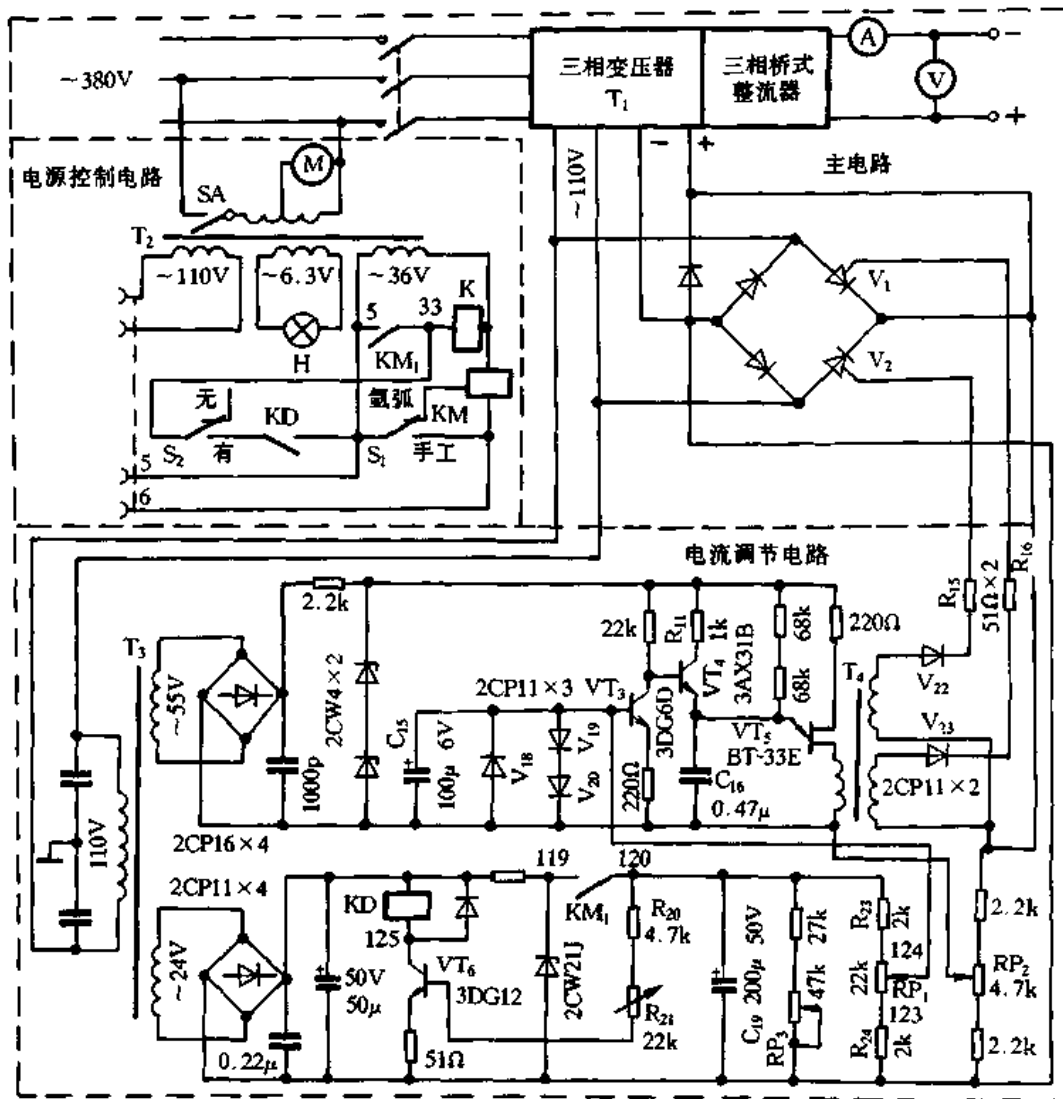 ~380V
三相变压器
T₁
三相桥式
整流器
A
V
−
+
− +
主电路
~110V
电源控制电路
M
SA
T₂
~110V
~6.3V
~36V
H
5
33
K
KM₁
无
KD
氩弧
KM
S₂
有
S₁
手工
5
6
V₁
V₂
电流调节电路
R₁₅
51Ω×2
R₁₆
T₃
~55V
2.2k
2CW4×2
1000p
2CP16×4
C₁₅
100μ 6V
2CP11×3
V₁₈
V₁₉
V₂₀
22k
VT₃
3DG6D
220Ω
R₁₁
1k
VT₄
3AX31B
68k
68k
220Ω
VT₅
BT-33E
C₁₆
0.47μ
T₄
V₂₂
V₂₃
2CP11×2
110V
2CP11×4
~24V
0.22μ
50V
50μ
KD
125
VT₆
3DG12
51Ω
119
2CW21J
KM₁
120
R₂₀
4.7k
R₂₁
22k
C₁₉ 200μ 50V
27k
47k
RP₃
R₂₃
2k
124
22k
RP₁
123
R₂₄
2k
2.2k
RP₂
4.7k
2.2k